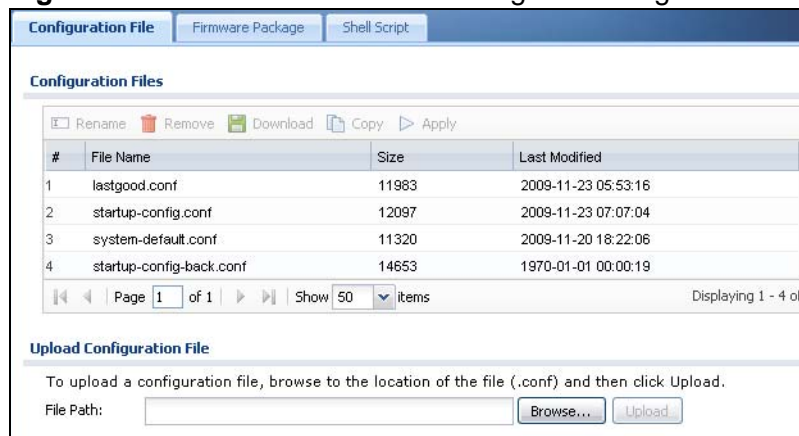 Configuration File Firmware Package Shell Script
Configuration Files
Rename Remove Download Copy Apply
# File Name Size Last Modified
1 lastgood.conf 11983 2009-11-23 05:53:16
2 startup-config.conf 12097 2009-11-23 07:07:04
3 system-default.conf 11320 2009-11-20 18:22:06
4 startup-config-back.conf 14653 1970-01-01 00:00:19
Page 1 of 1 Show 50 items Displaying 1 - 4
Upload Configuration File
To upload a configuration file, browse to the location of the file (.conf) and then click Upload.
File Path: Browse... Upload